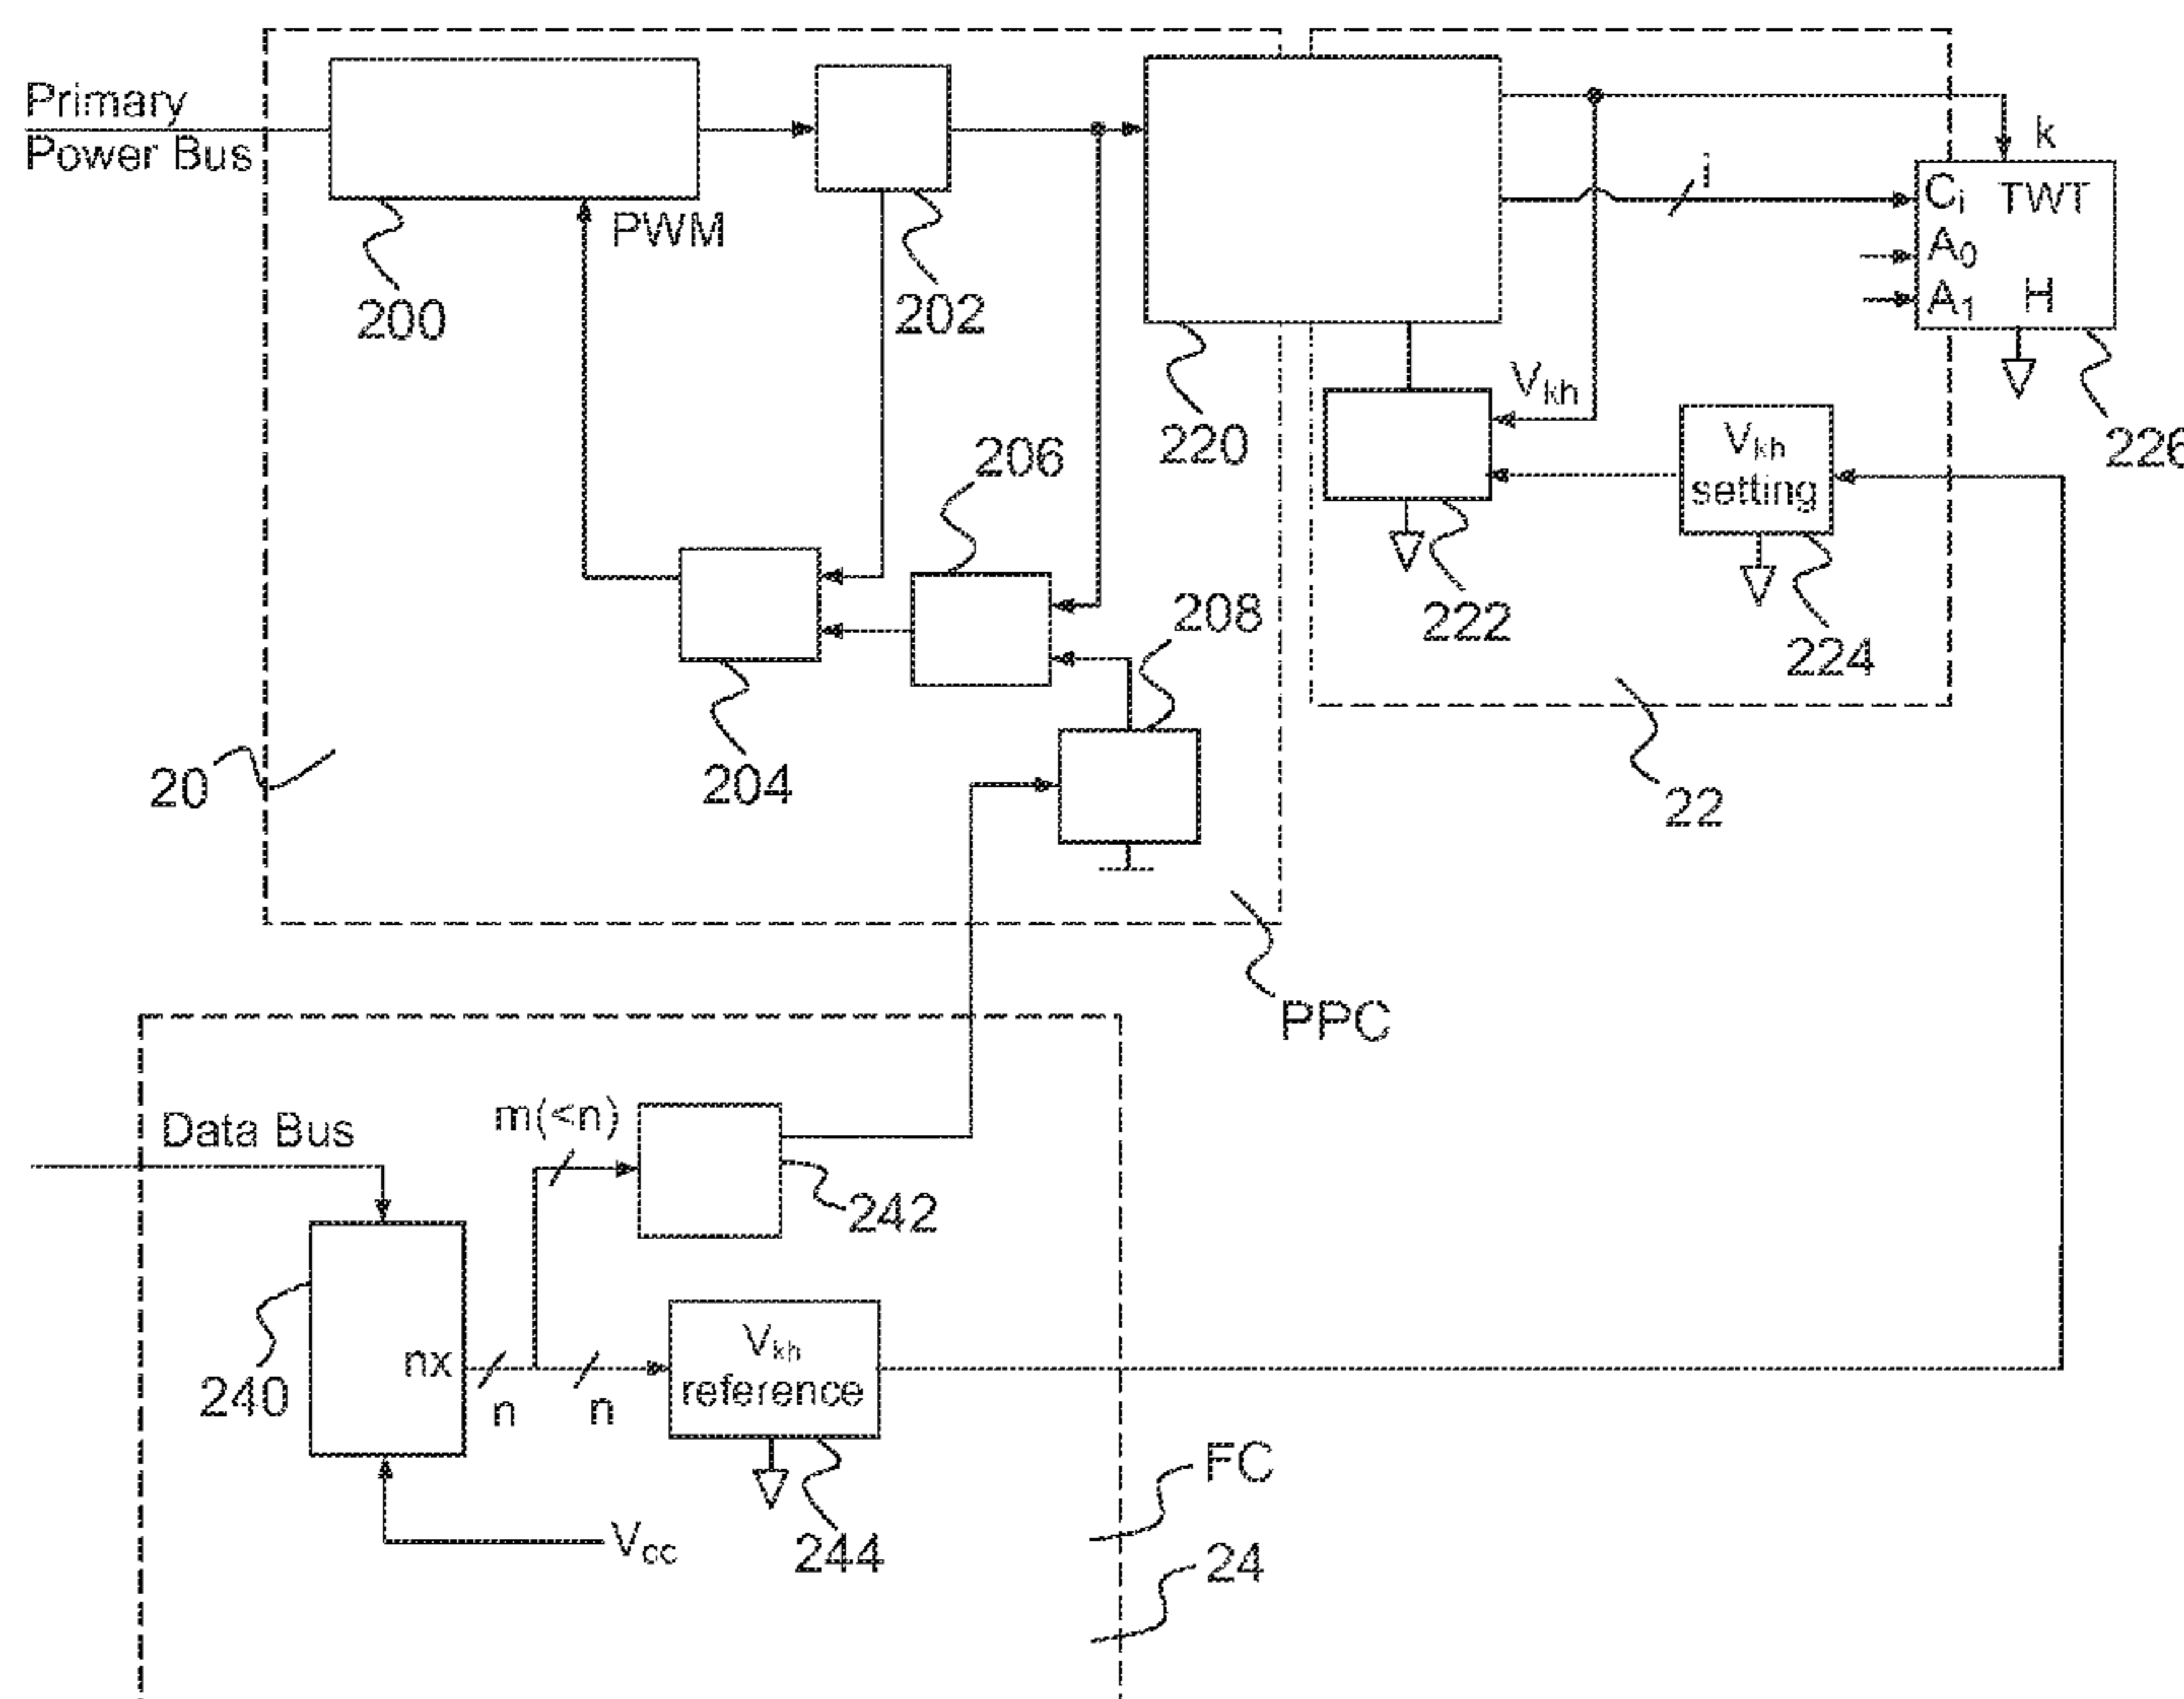 Primary
Power Bus
PWM
200
202
220
k
i
Ci
TWT
A0
A1
H
226
Vkh
Vkh
setting
222
224
206
208
204
20
22
PPC
Data Bus
m(<n)
242
240
nx
n
n
Vkh
reference
244
Vcc
FC
24